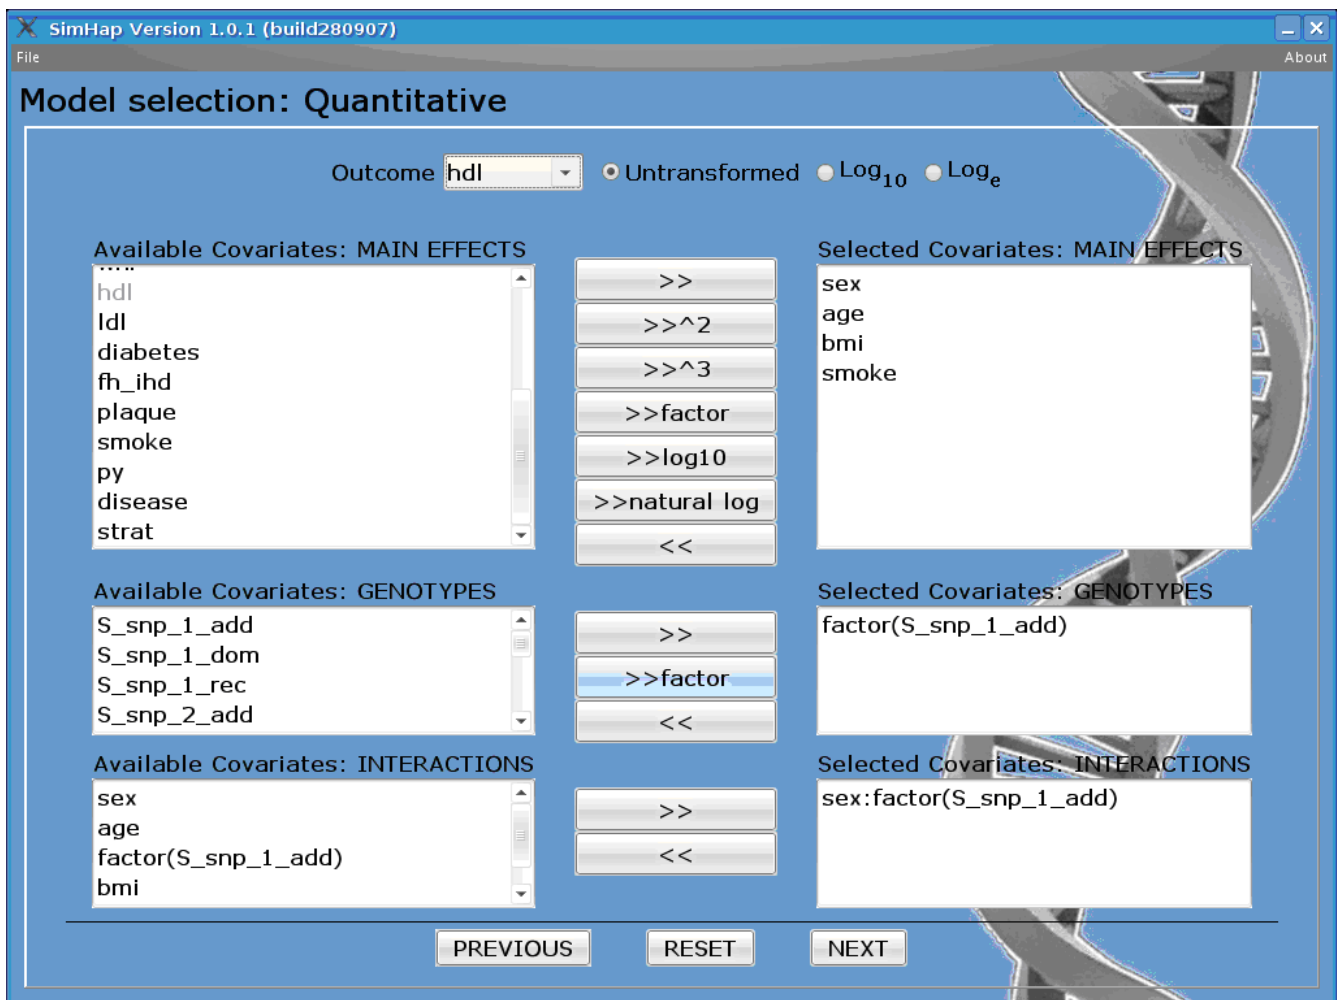 SimHap Version 1.0.1 (build280907)
File
About
Model selection: Quantitative
Outcome hdl Untransformed Log10 Loge
Available Covariates: MAIN EFFECTS
hdl
ldl
diabetes
fh_ihd
plaque
smoke
py
disease
strat
>>
>>^2
>>^3
>>factor
>>log10
>>natural log
<<
Selected Covariates: MAIN EFFECTS
sex
age
bmi
smoke
Available Covariates: GENOTYPES
S_snp_1_add
S_snp_1_dom
S_snp_1_rec
S_snp_2_add
>>
>>factor
<<
Selected Covariates: GENOTYPES
factor(S_snp_1_add)
Available Covariates: INTERACTIONS
sex
age
factor(S_snp_1_add)
bmi
>>
<<
Selected Covariates: INTERACTIONS
sex:factor(S_snp_1_add)
PREVIOUS
RESET
NEXT